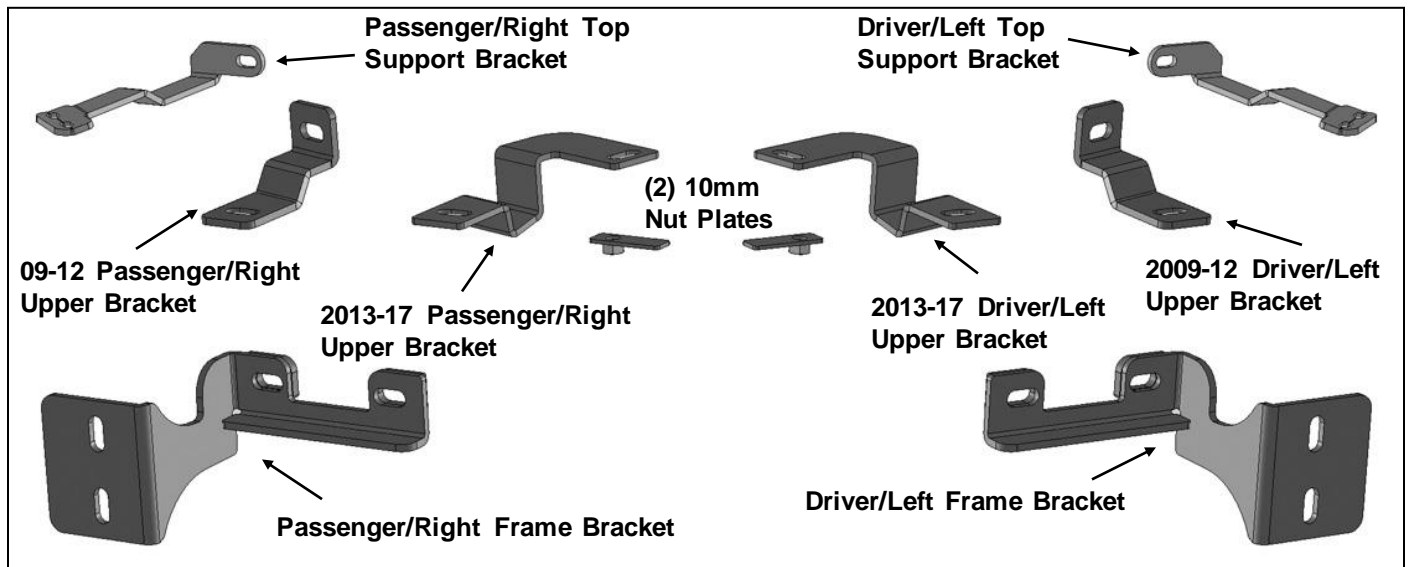 Passenger/Right Top
Support Bracket
Driver/Left Top
Support Bracket
(2) 10mm
Nut Plates
09-12 Passenger/Right
Upper Bracket
2013-17 Passenger/Right
Upper Bracket
2013-17 Driver/Left
Upper Bracket
2009-12 Driver/Left
Upper Bracket
Passenger/Right Frame Bracket
Driver/Left Frame Bracket